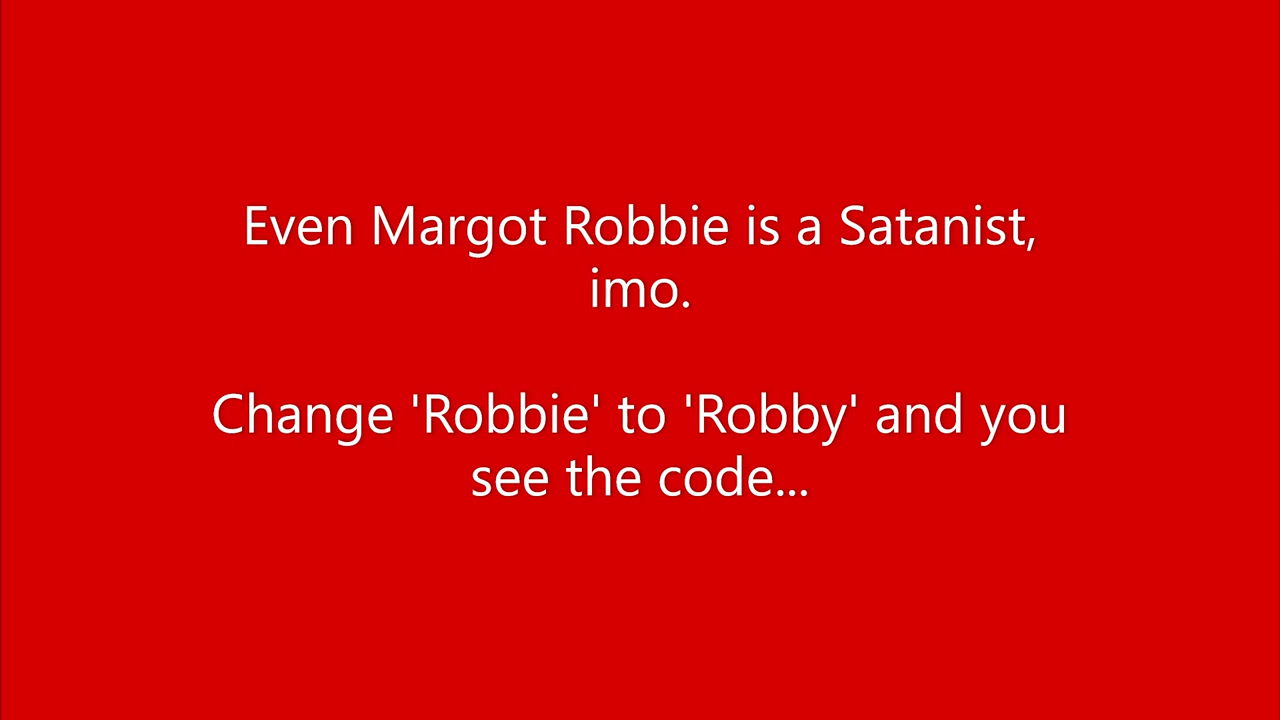 Even Margot Robbie is a Satanist,
imo.
Change 'Robbie' to 'Robby' and you
see the code...